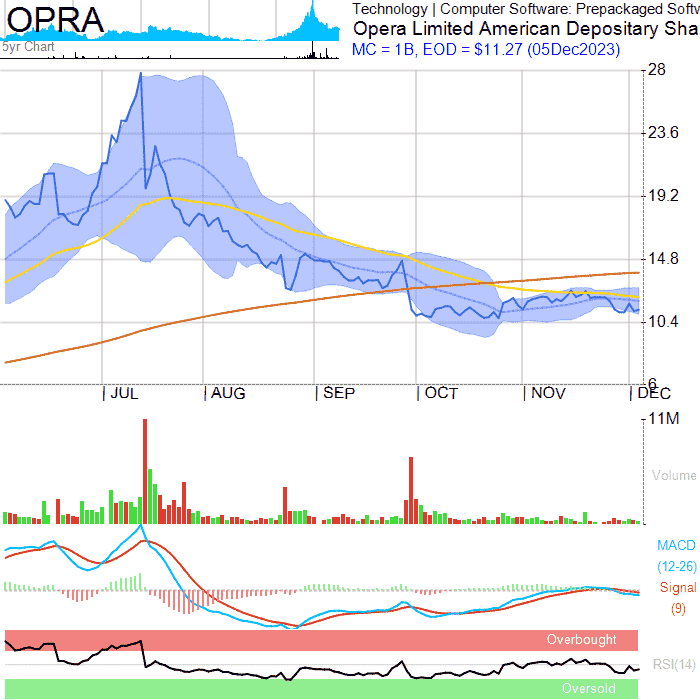 OPRA
Technology | Computer Software: Prepackaged Softw
Opera Limited American Depositary Sha
5yr Chart
MC = 1B, EOD = $11.27 (05Dec2023)
28
23.6
19.2
14.8
10.4
6
JUL AUG SEP OCT NOV DEC
11M
Volume
MACD
(12-26)
Signal
(9)
Overbought
RSI(14)
Oversold